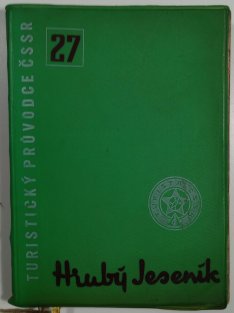 TURISTICKÝ PRŮVODCE ČSSR
27
Hrubý Jeseník